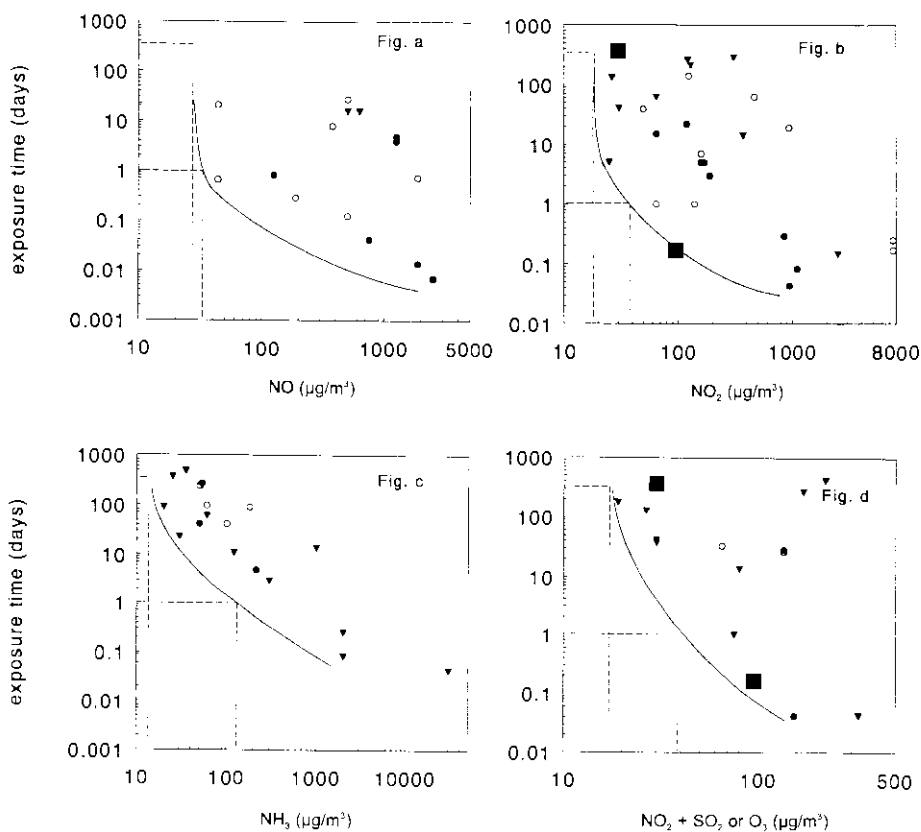 Fig. a
exposure time (days)
1000
100
10
1
0.1
0.01
0.001
10 100 1000 5000
NO (µg/m³)
Fig. b
1000
100
10
1
0.1
0.01
10 100 1000 8000
NO₂ (µg/m³)
Fig. c
exposure time (days)
1000
100
10
1
0.1
0.01
0.001
10 100 1000 10000
NH₃ (µg/m³)
Fig. d
1000
100
10
1
0.1
0.01
10 100 500
NO₂ + SO₂ or O₃ (µg/m³)